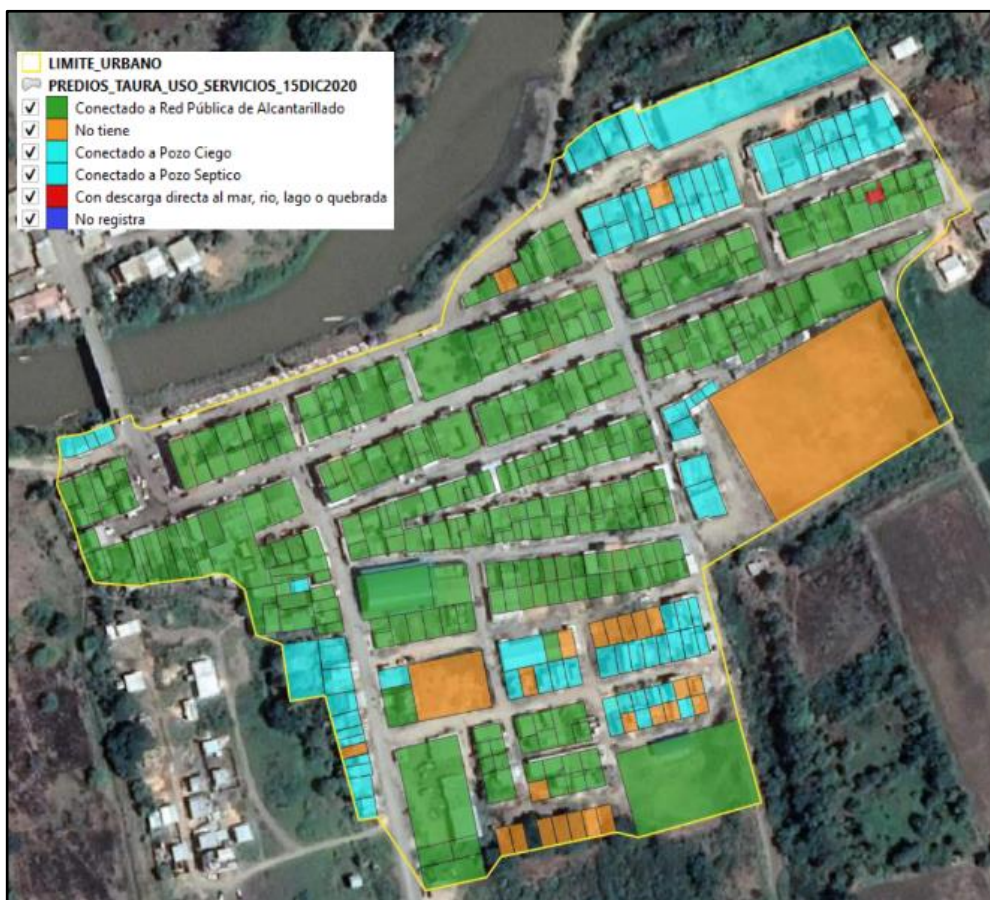 LIMITE_URBANO
PREDIOS_TAURA_USO_SERVICIOS_15DIC2020
Conectado a Red Pública de Alcantarillado
No tiene
Conectado a Pozo Ciego
Conectado a Pozo Septico
Con descarga directa al mar, rio, lago o quebrada
No registra